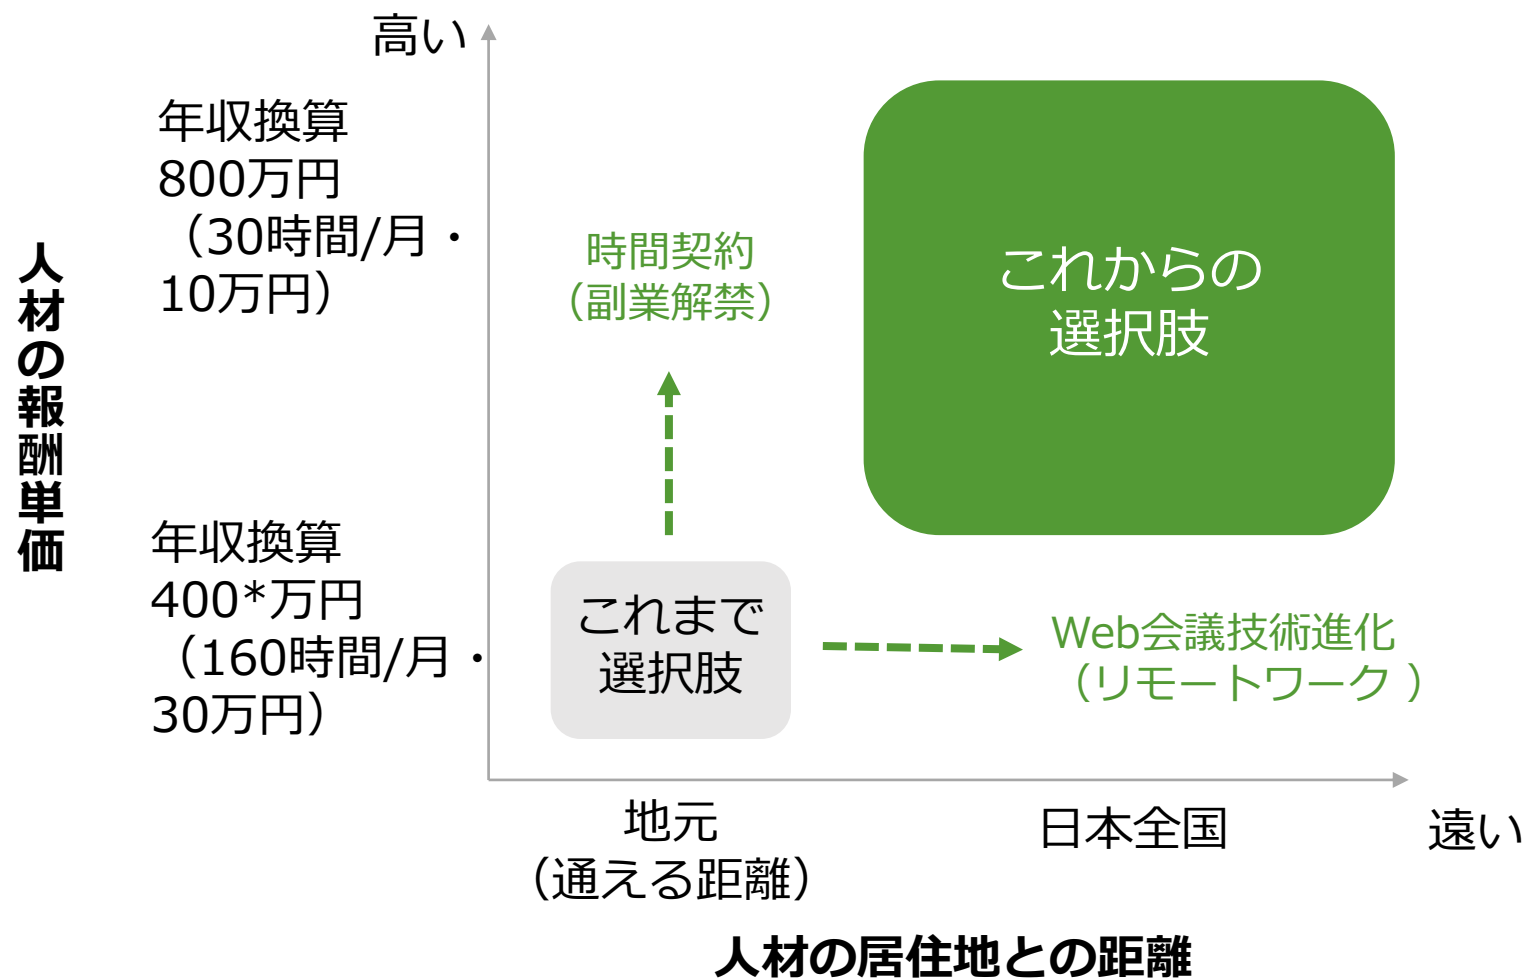 高い
人材の報酬単価
年収換算
800万円
（30時間/月・
10万円）
時間契約
（副業解禁）
これからの
選択肢
年収換算
400*万円
（160時間/月・
30万円）
これまで
選択肢
Web会議技術進化
（リモートワーク ）
地元
（通える距離）
日本全国
遠い
人材の居住地との距離